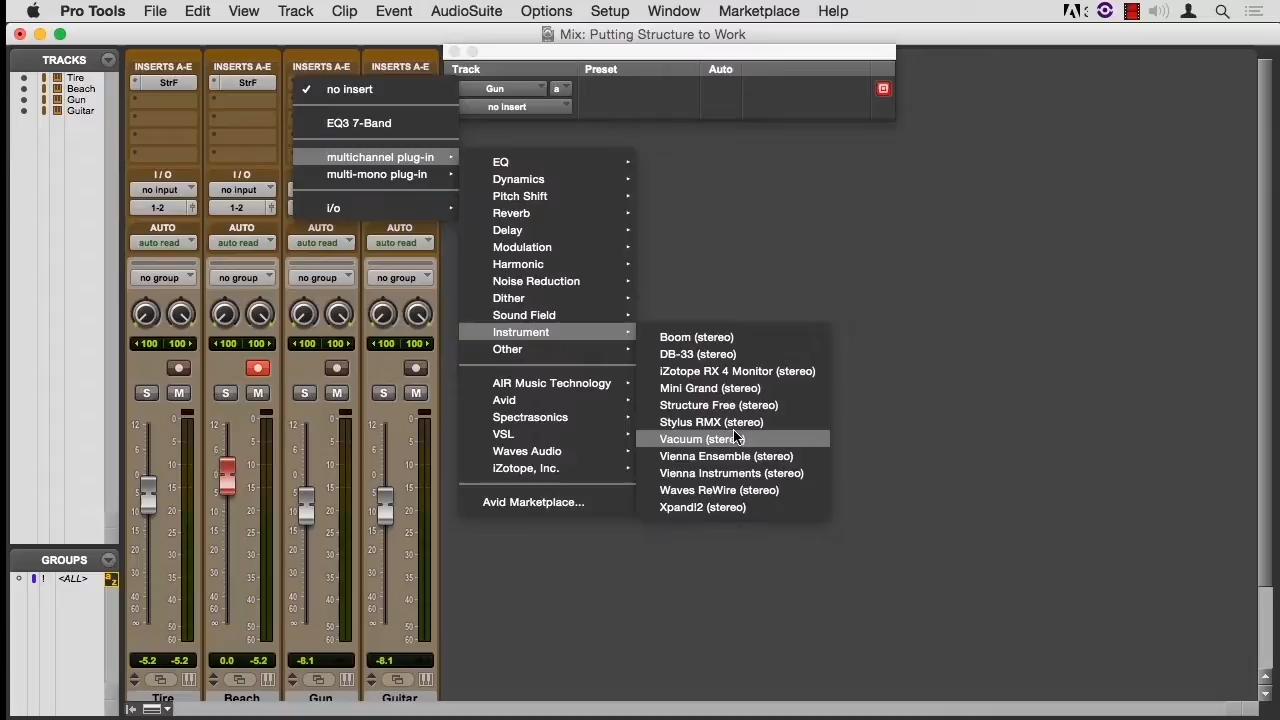 Pro Tools File Edit View Track Clip Event AudioSuite Options Setup Window Marketplace Help
Mix: Putting Structure to Work
TRACKS
Tire
Beach
Gun
Guitar
INSERTS A-E INSERTS A-E INSERTS A-E INSERTS A-E
StrF StrF
no insert
EQ3 7-Band
multichannel plug-in
multi-mono plug-in
i/o
Track Preset Auto
Gun a
no insert
EQ
Dynamics
Pitch Shift
Reverb
Delay
Modulation
Harmonic
Noise Reduction
Dither
Sound Field
Instrument
Other
AIR Music Technology
Avid
Spectrasonics
VSL
Waves Audio
iZotope, Inc.
Avid Marketplace...
Boom (stereo)
DB-33 (stereo)
iZotope RX 4 Monitor (stereo)
Mini Grand (stereo)
Structure Free (stereo)
Stylus RMX (stereo)
Vacuum (stereo)
Vienna Ensemble (stereo)
Vienna Instruments (stereo)
Waves ReWire (stereo)
Xpand!2 (stereo)
I / O I / O
no input no input
1-2 1-2
AUTO AUTO AUTO AUTO
auto read auto read auto read auto read
no group no group no group no group
100 100 100 100 100 100 100 100
S M S M S M S M
-5.2 -5.2 0.0 -5.2 -8.1 -8.1
Tire Beach Gun Guitar
GROUPS
! <ALL> a z